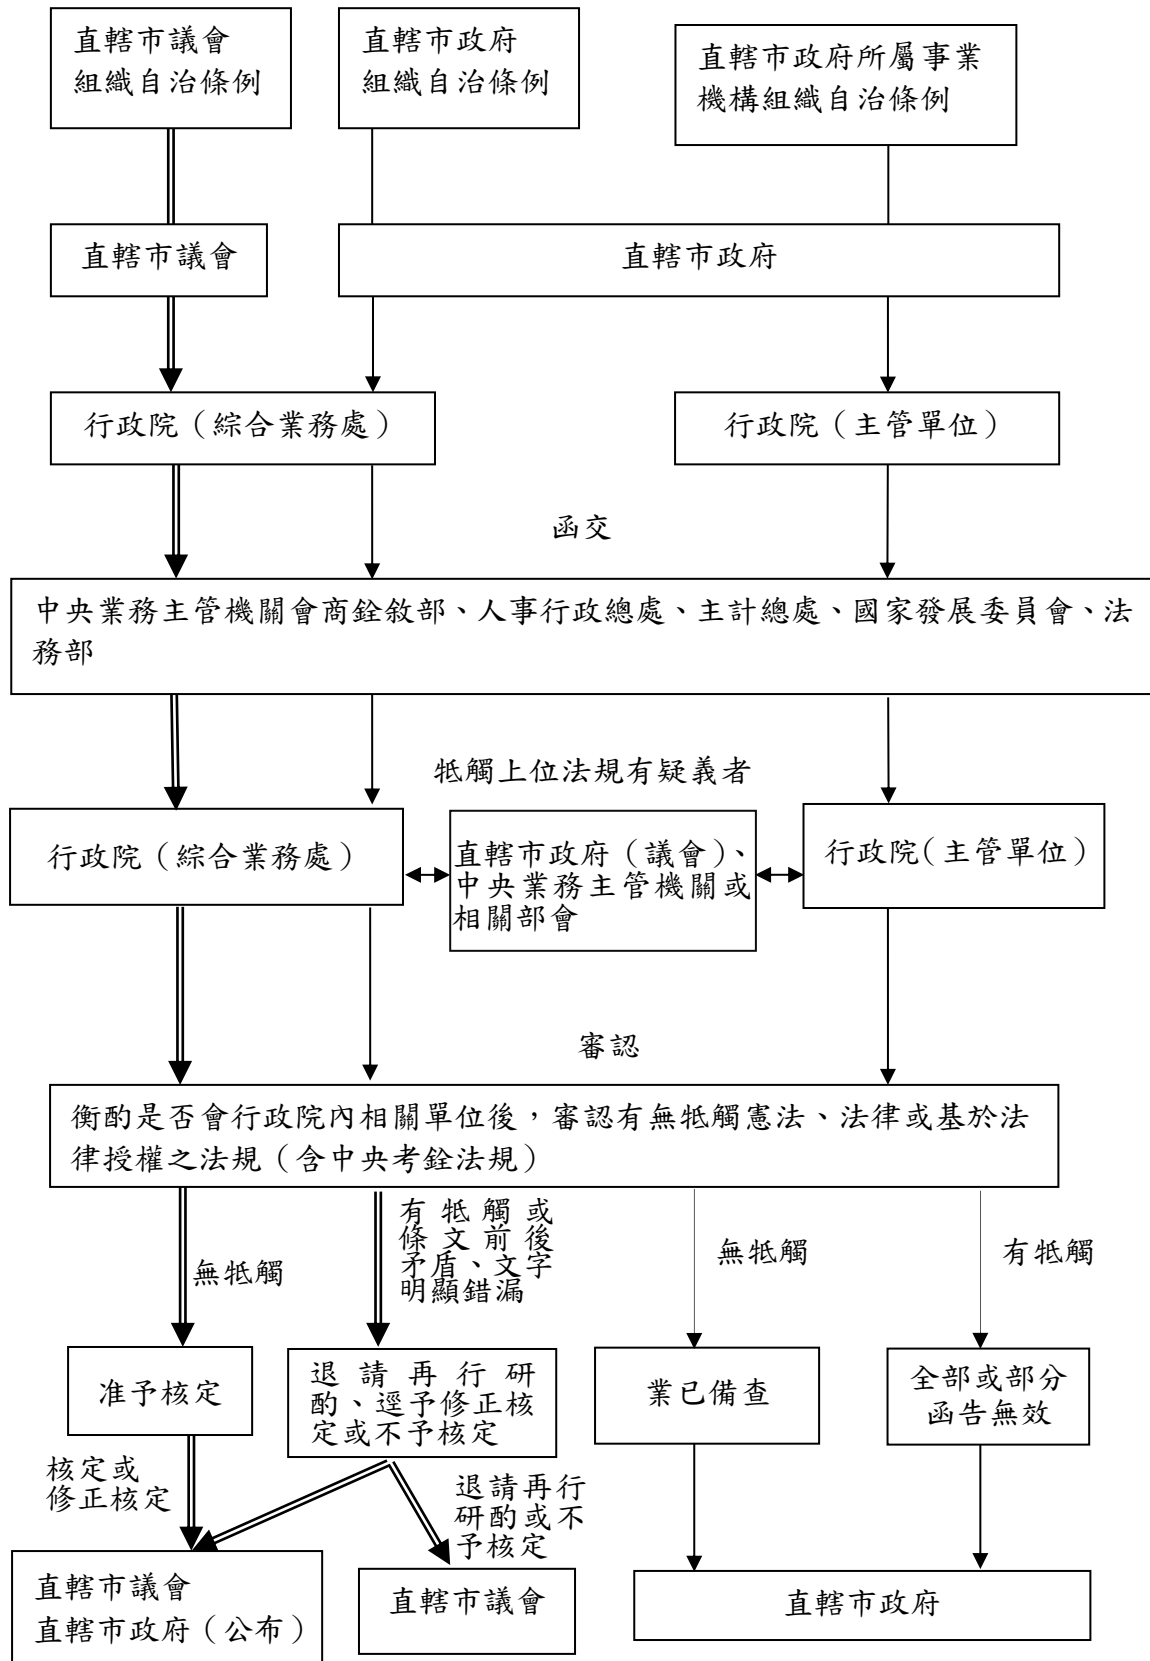 直轄市議會
組織自治條例
直轄市政府
組織自治條例
直轄市政府所屬事業
機構組織自治條例
直轄市議會
直轄市政府
行政院（綜合業務處）
行政院（主管單位）
函交
中央業務主管機關會商銓敘部、人事行政總處、主計總處、國家發展委員會、法
務部
牴觸上位法規有疑義者
行政院（綜合業務處）
直轄市政府（議會）、
中央業務主管機關或
相關部會
行政院（主管單位）
審認
衡酌是否會行政院內相關單位後，審認有無牴觸憲法、法律或基於法
律授權之法規（含中央考銓法規）
無牴觸
有牴觸或
條文前後
矛盾、文字
明顯錯漏
無牴觸
有牴觸
准予核定
退請再行研
酌、逕予修正核
定或不予核定
業已備查
全部或部分
函告無效
核定或
修正核定
退請再行
研酌或不
予核定
直轄市議會
直轄市政府（公布）
直轄市議會
直轄市政府